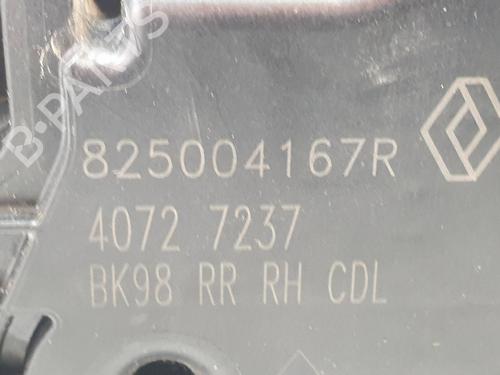 B-PARTS
825004167R
4072 7237
BK98 RR RH CDL